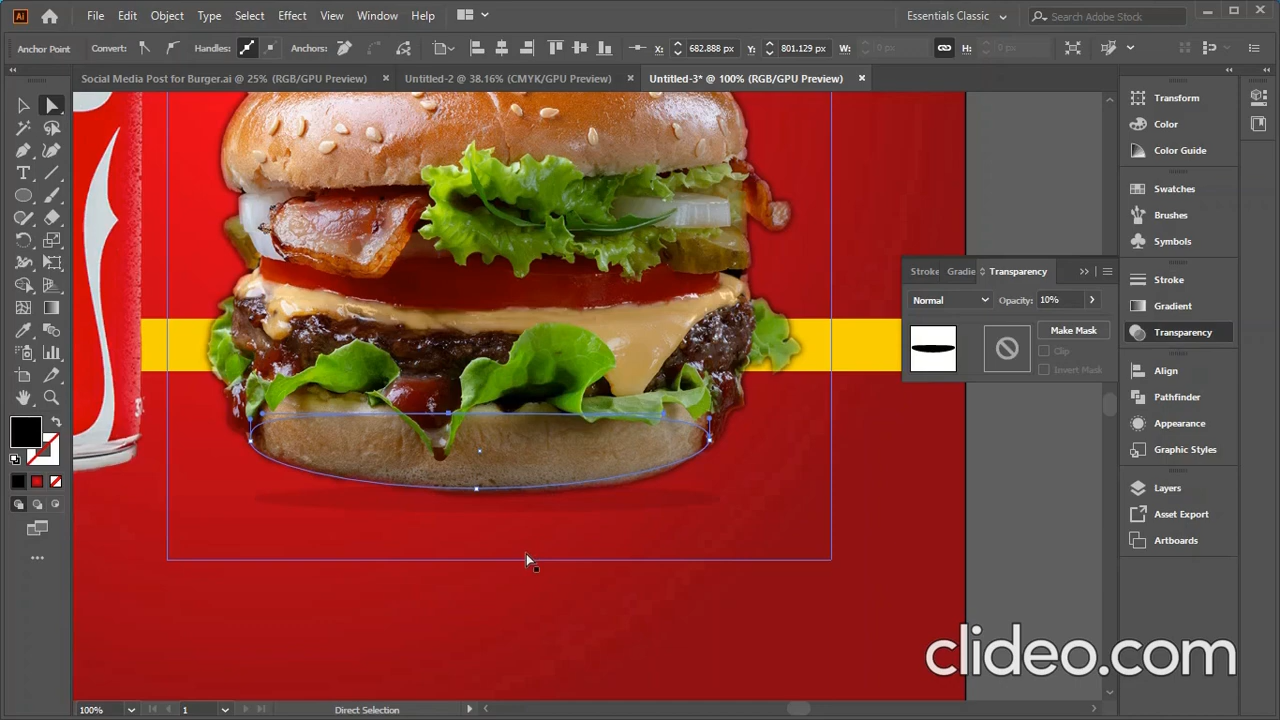 Ai File Edit Object Type Select Effect View Window Help Essentials Classic Search Adobe Stock
Anchor Point Convert: Handles: Anchors: X: 682.888 px Y: 801.129 px W: 0 px H: 0 px
Social Media Post for Burger.ai @ 25% (RGB/GPU Preview) × Untitled-2 @ 38.16% (CMYK/GPU Preview) × Untitled-3* @ 100% (RGB/GPU Preview) ×
Transform
Color
Color Guide
Swatches
Brushes
Symbols
Stroke
Gradient
Transparency
Align
Pathfinder
Appearance
Graphic Styles
Layers
Asset Export
Artboards
Stroke Gradie Transparency
Normal Opacity: 10%
Make Mask
Clip
Invert Mask
clideo.com
100% 1 Direct Selection